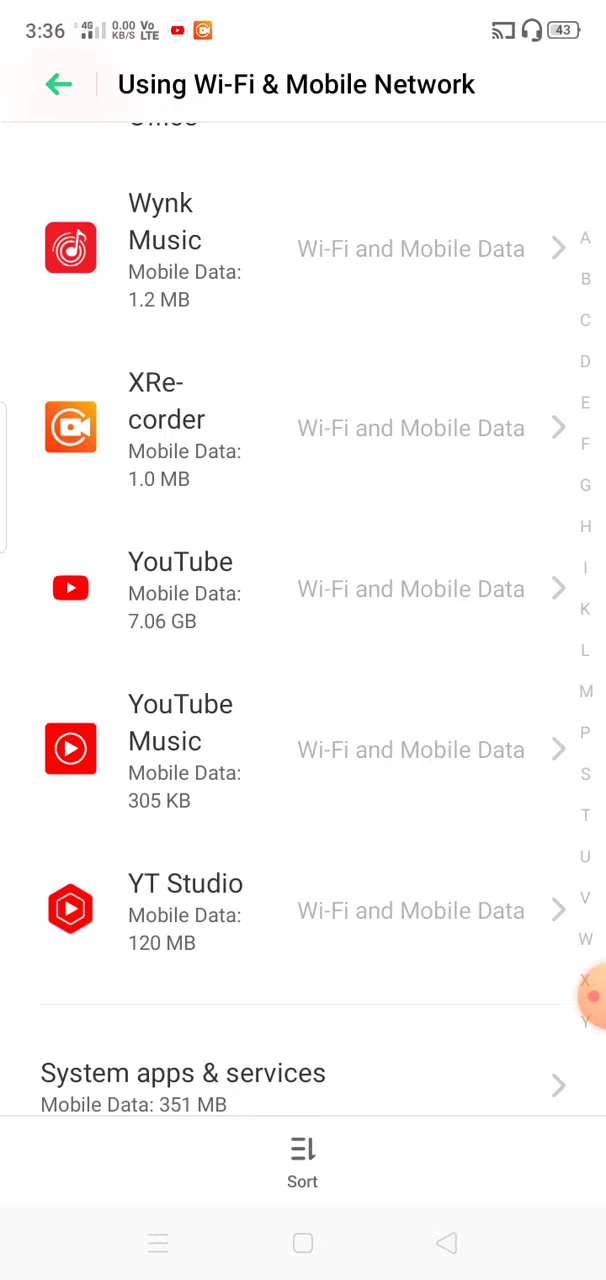 3:36 4G 0.00 KB/S Vo LTE 43
Using Wi-Fi & Mobile Network
Wynk
Music
Mobile Data:
1.2 MB
Wi-Fi and Mobile Data
XRe-
corder
Mobile Data:
1.0 MB
Wi-Fi and Mobile Data
YouTube
Mobile Data:
7.06 GB
Wi-Fi and Mobile Data
YouTube
Music
Mobile Data:
305 KB
Wi-Fi and Mobile Data
YT Studio
Mobile Data:
120 MB
Wi-Fi and Mobile Data
A
B
C
D
E
F
G
H
I
K
L
M
P
S
T
U
V
W
X
Y
System apps & services
Mobile Data: 351 MB
Sort